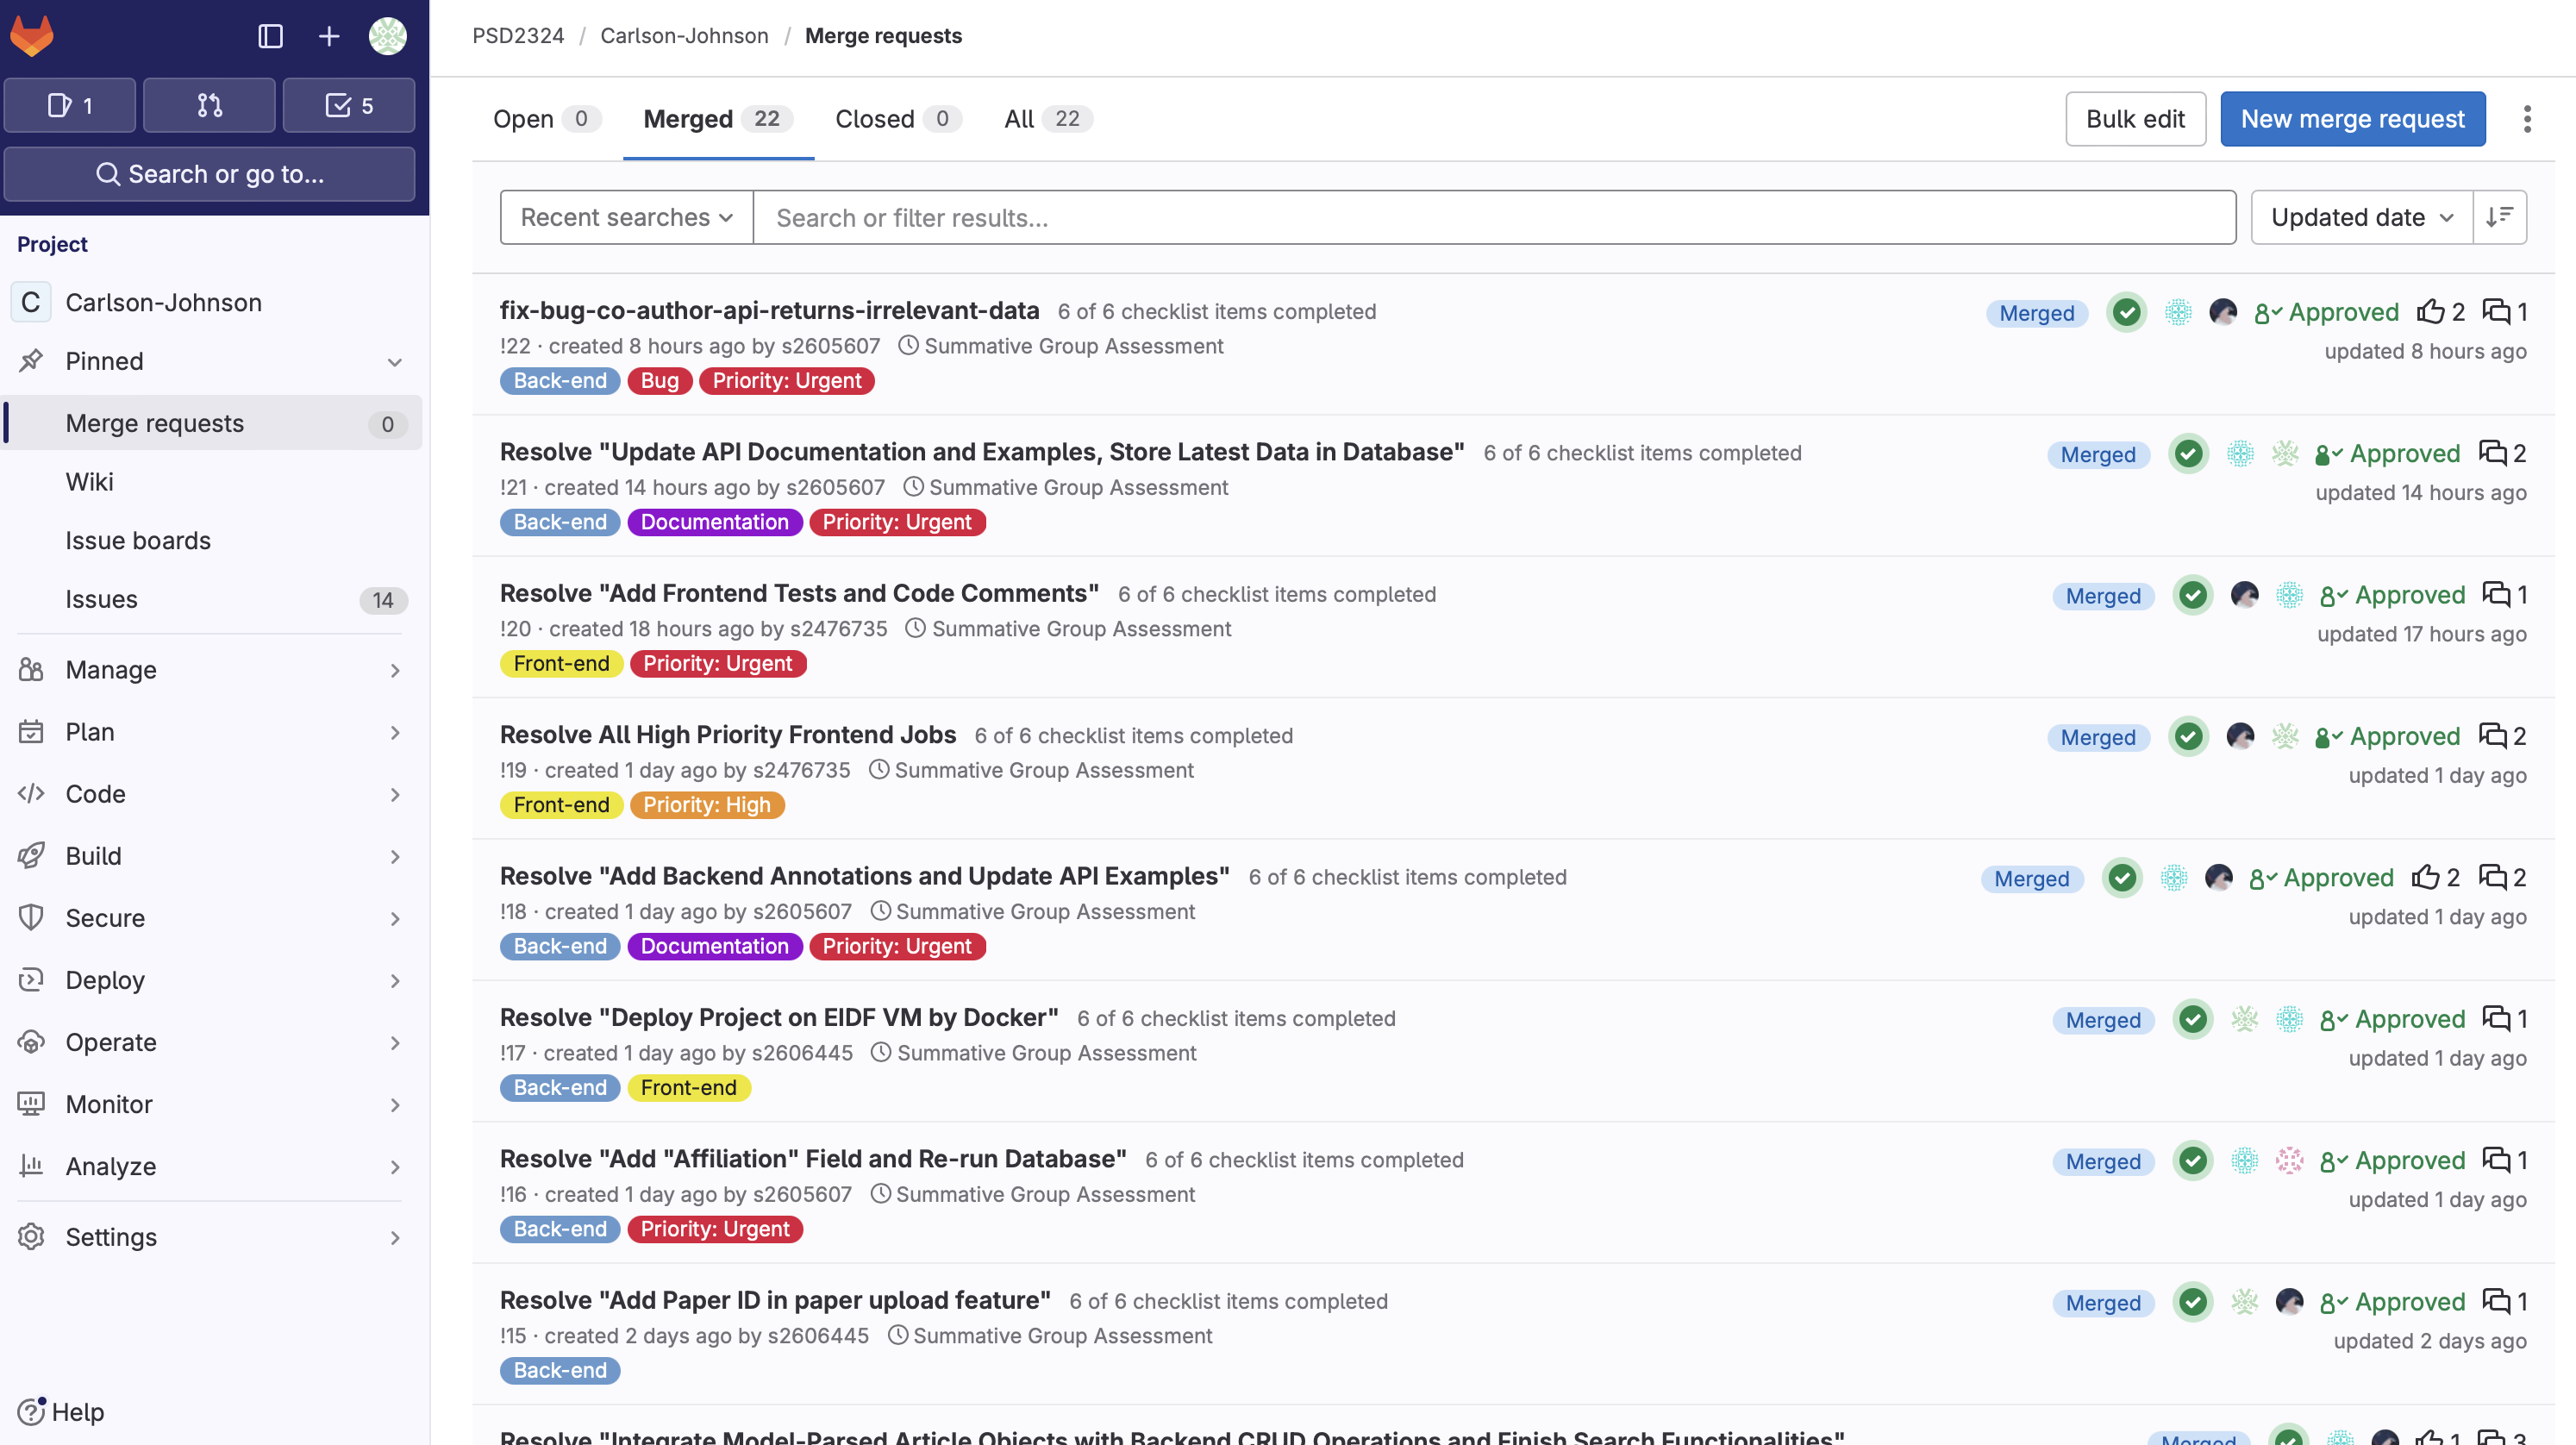 PSD2324 / Carlson-Johnson / Merge requests
1
5
Search or go to...
Project
C Carlson-Johnson
Pinned
Merge requests 0
Wiki
Issue boards
Issues 14
Manage
Plan
Code
Build
Secure
Deploy
Operate
Monitor
Analyze
Settings
Help
Open 0 Merged 22 Closed 0 All 22 Bulk edit New merge request
Recent searches Search or filter results... Updated date
fix-bug-co-author-api-returns-irrelevant-data 6 of 6 checklist items completed Merged Approved 2 1
!22 · created 8 hours ago by s2605607 Summative Group Assessment updated 8 hours ago
Back-end Bug Priority: Urgent
Resolve "Update API Documentation and Examples, Store Latest Data in Database" 6 of 6 checklist items completed Merged Approved 2
!21 · created 14 hours ago by s2605607 Summative Group Assessment updated 14 hours ago
Back-end Documentation Priority: Urgent
Resolve "Add Frontend Tests and Code Comments" 6 of 6 checklist items completed Merged Approved 1
!20 · created 18 hours ago by s2476735 Summative Group Assessment updated 17 hours ago
Front-end Priority: Urgent
Resolve All High Priority Frontend Jobs 6 of 6 checklist items completed Merged Approved 2
!19 · created 1 day ago by s2476735 Summative Group Assessment updated 1 day ago
Front-end Priority: High
Resolve "Add Backend Annotations and Update API Examples" 6 of 6 checklist items completed Merged Approved 2 2
!18 · created 1 day ago by s2605607 Summative Group Assessment updated 1 day ago
Back-end Documentation Priority: Urgent
Resolve "Deploy Project on EIDF VM by Docker" 6 of 6 checklist items completed Merged Approved 1
!17 · created 1 day ago by s2606445 Summative Group Assessment updated 1 day ago
Back-end Front-end
Resolve "Add "Affiliation" Field and Re-run Database" 6 of 6 checklist items completed Merged Approved 1
!16 · created 1 day ago by s2605607 Summative Group Assessment updated 1 day ago
Back-end Priority: Urgent
Resolve "Add Paper ID in paper upload feature" 6 of 6 checklist items completed Merged Approved 1
!15 · created 2 days ago by s2606445 Summative Group Assessment updated 2 days ago
Back-end
Resolve "Integrate Model-Parsed Article Objects with Backend CRUD Operations and Finish Search Functionalities" Merged 1 3